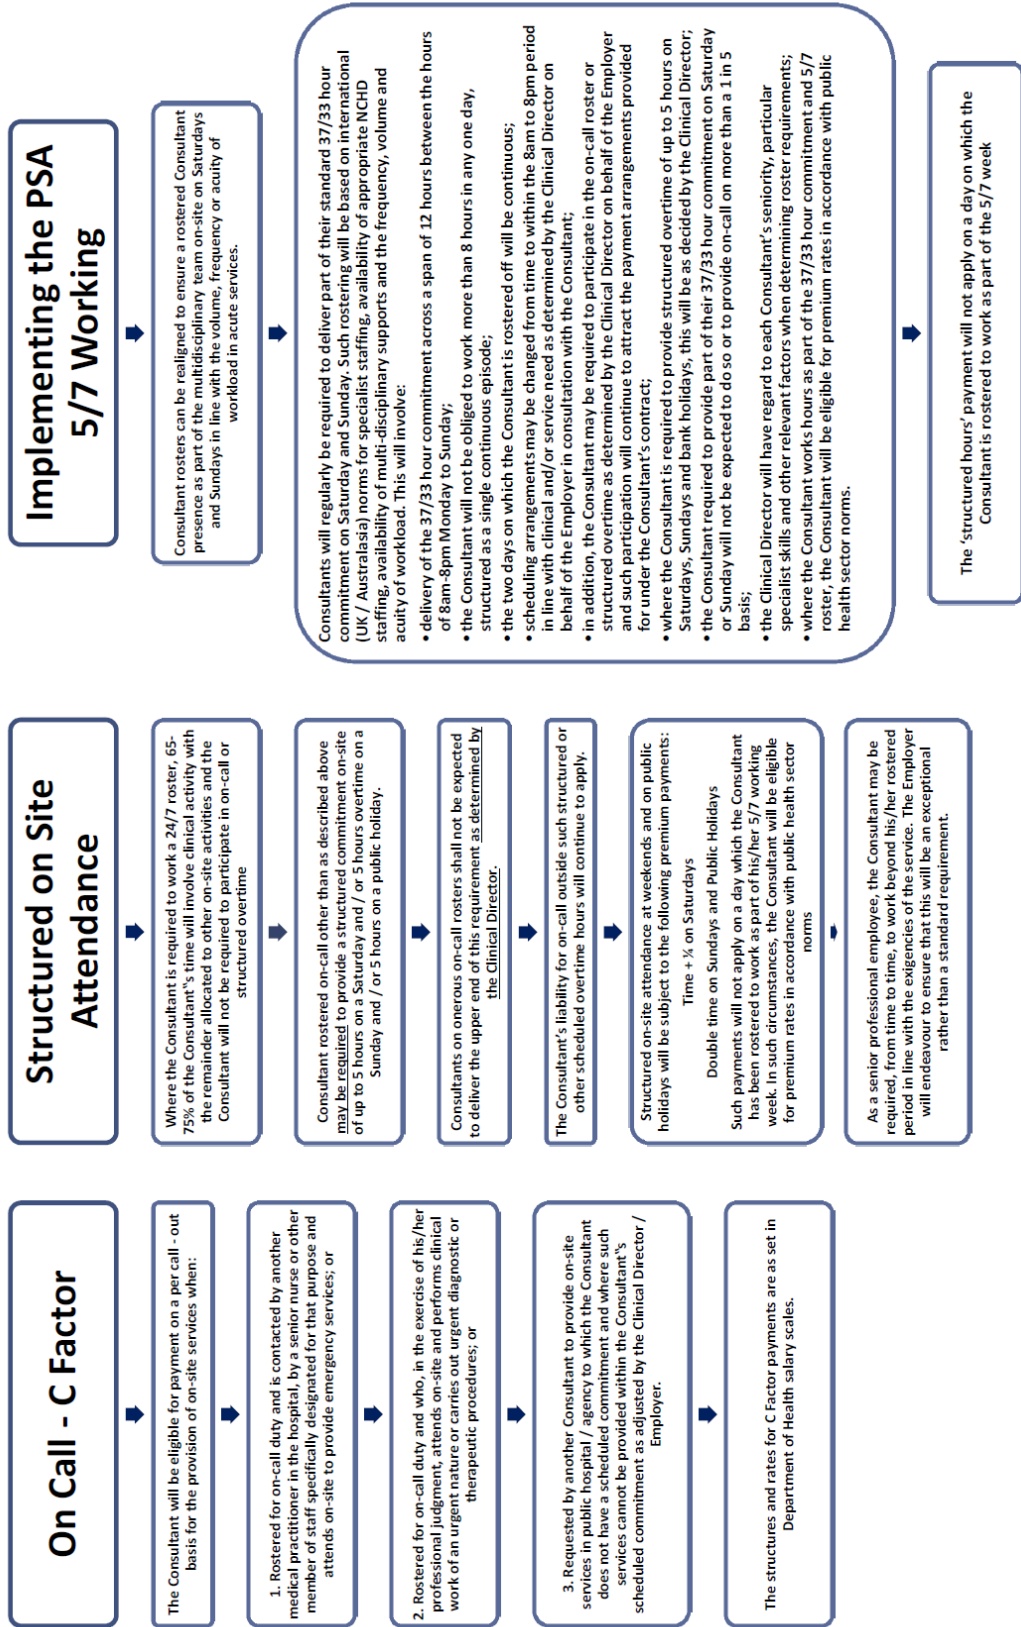 On Call - C Factor
The Consultant will be eligible for payment on a per call - out
basis for the provision of on-site services when:
1. Rostered for on-call duty and is contacted by another
medical practitioner in the hospital, by a senior nurse or other
member of staff specifically designated for that purpose and
attends on-site to provide emergency services; or
2. Rostered for on-call duty and who, in the exercise of his/her
professional judgment, attends on-site and performs clinical
work of an urgent nature or carries out urgent diagnostic or
therapeutic procedures; or
3. Requested by another Consultant to provide on-site
services in public hospital / agency to which the Consultant
does not have a scheduled commitment and where such
services cannot be provided within the Consultant‟s
scheduled commitment as adjusted by the Clinical Director /
Employer.
The structures and rates for C Factor payments are as set in
Department of Health salary scales.
Structured on Site
Attendance
Where the Consultant is required to work a 24/7 roster, 65-
75% of the Consultant‟s time will involve clinical activity with
the remainder allocated to other on-site activities and the
Consultant will not be required to participate in on-call or
structured overtime
Consultant rostered on-call other than as described above
may be required to provide a structured commitment on-site
of up to 5 hours on a Saturday and / or 5 hours overtime on a
Sunday and / or 5 hours on a public holiday.
Consultants on onerous on-call rosters shall not be expected
to deliver the upper end of this requirement as determined by
the Clinical Director.
The Consultant's liability for on-call outside such structured or
other scheduled overtime hours will continue to apply.
Structured on-site attendance at weekends and on public
holidays will be subject to the following premium payments:
Time + ¼ on Saturdays
Double time on Sundays and Public Holidays
Such payments will not apply on a day which the Consultant
has been rostered to work as part of his/her 5/7 working
week. In such circumstances, the Consultant will be eligible
for premium rates in accordance with public health sector
norms
As a senior professional employee, the Consultant may be
required, from time to time, to work beyond his/her rostered
period in line with the exigencies of the service. The Employer
will endeavour to ensure that this will be an exceptional
rather than a standard requirement.
Implementing the PSA
5/7 Working
Consultant rosters can be realigned to ensure a rostered Consultant
presence as part of the multidisciplinary team on-site on Saturdays
and Sundays in line with the volume, frequency or acuity of
workload in acute services.
Consultants will regularly be required to deliver part of their standard 37/33 hour
commitment on Saturday and Sunday. Such rostering will be based on international
(UK / Australasia) norms for specialist staffing, availability of appropriate NCHD
staffing, availability of multi-disciplinary supports and the frequency, volume and
acuity of workload. This will involve:
• delivery of the 37/33 hour commitment across a span of 12 hours between the hours
of 8am-8pm Monday to Sunday;
• the Consultant will not be obliged to work more than 8 hours in any one day,
structured as a single continuous episode;
• the two days on which the Consultant is rostered off will be continuous;
• scheduling arrangements may be changed from time to within the 8am to 8pm period
in line with clinical and/or service need as determined by the Clinical Director on
behalf of the Employer in consultation with the Consultant;
• in addition, the Consultant may be required to participate in the on-call roster or
structured overtime as determined by the Clinical Director on behalf of the Employer
and such participation will continue to attract the payment arrangements provided
for under the Consultant's contract;
• where the Consultant is required to provide structured overtime of up to 5 hours on
Saturdays, Sundays and bank holidays, this will be as decided by the Clinical Director;
• the Consultant required to provide part of their 37/33 hour commitment on Saturday
or Sunday will not be expected to do so or to provide on-call on more than a 1 in 5
basis;
• the Clinical Director will have regard to each Consultant's seniority, particular
specialist skills and other relevant factors when determining roster requirements;
• where the Consultant works hours as part of the 37/33 hour commitment and 5/7
roster, the Consultant will be eligible for premium rates in accordance with public
health sector norms.
The 'structured hours' payment will not apply on a day on which the
Consultant is rostered to work as part of the 5/7 week